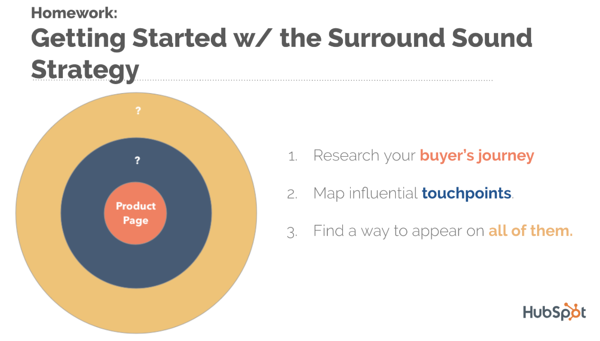 Homework:
Getting Started w/ the Surround Sound
Strategy
?
?
Product
Page
1. Research your buyer's journey
2. Map influential touchpoints.
3. Find a way to appear on all of them.
HubSpot